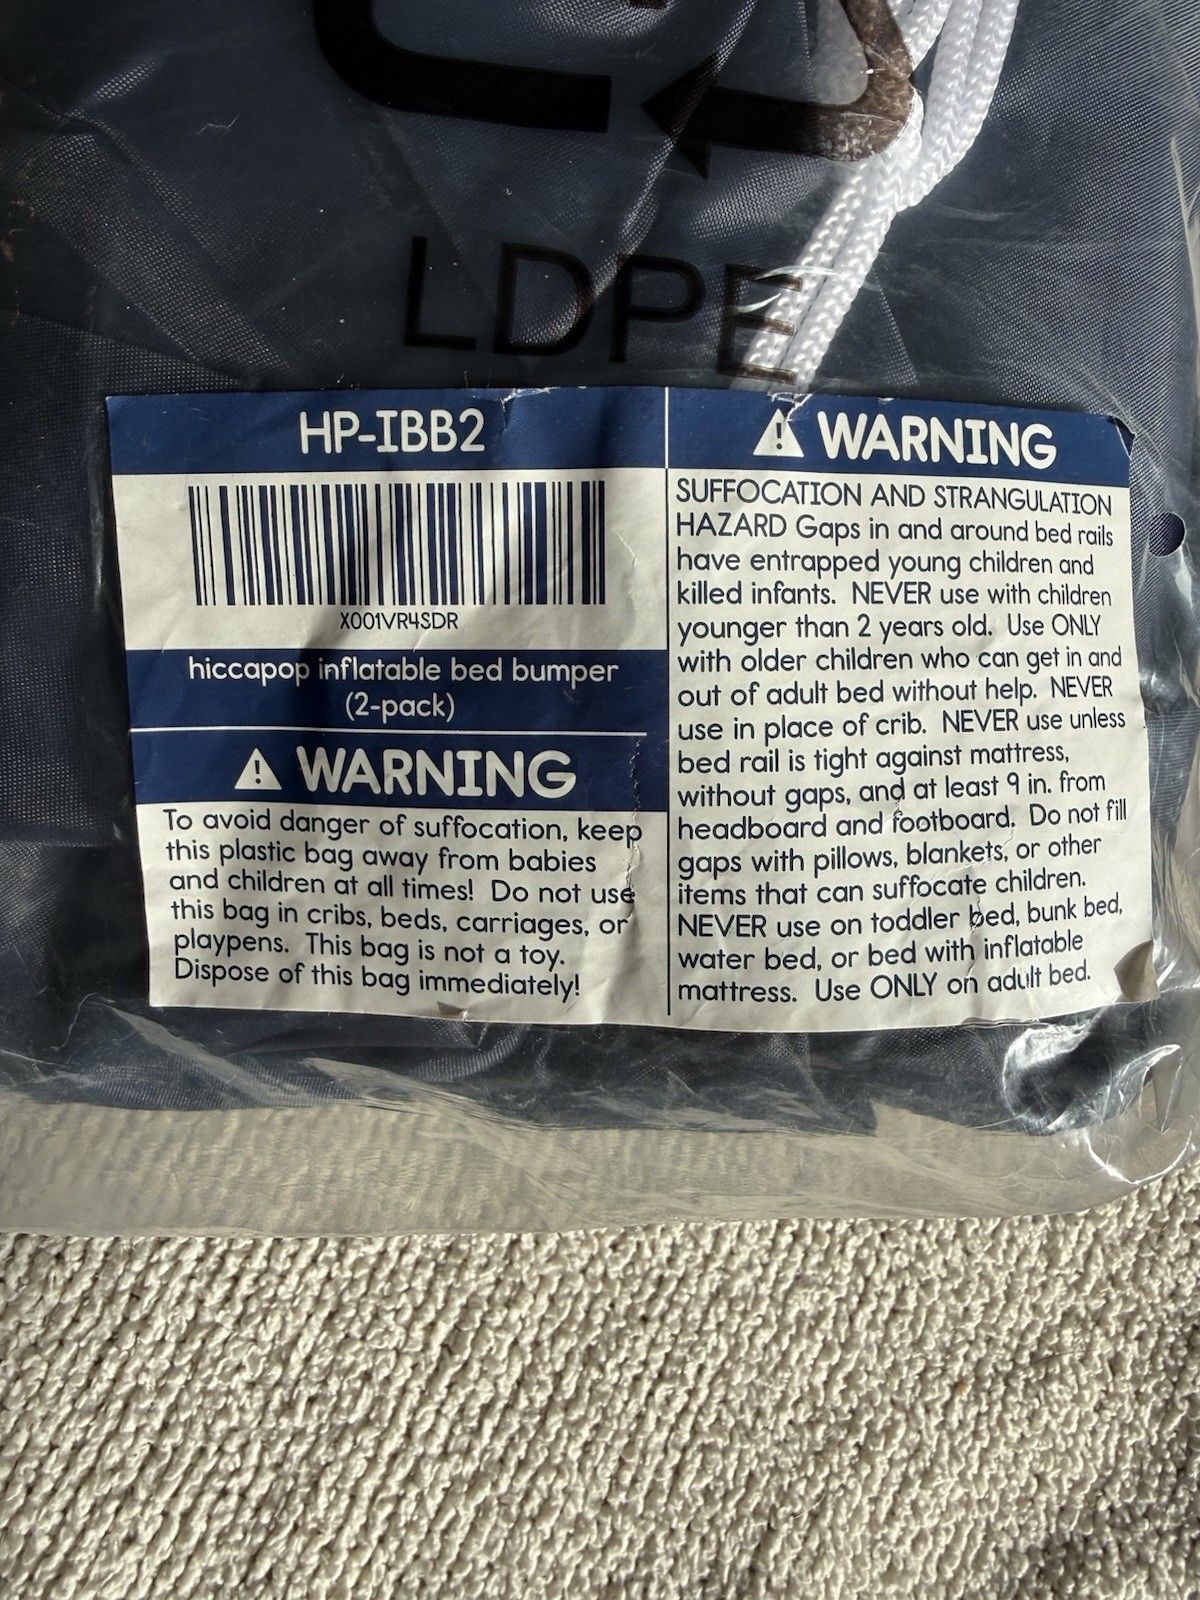 LDPE
HP-IBB2
X001VR4SDR
hiccapop inflatable bed bumper
(2-pack)
WARNING
To avoid danger of suffocation, keep
this plastic bag away from babies
and children at all times! Do not use
this bag in cribs, beds, carriages, or
playpens. This bag is not a toy.
Dispose of this bag immediately!
WARNING
SUFFOCATION AND STRANGULATION
HAZARD Gaps in and around bed rails
have entrapped young children and
killed infants. NEVER use with children
younger than 2 years old. Use ONLY
with older children who can get in and
out of adult bed without help. NEVER
use in place of crib. NEVER use unless
bed rail is tight against mattress,
without gaps, and at least 9 in. from
headboard and footboard. Do not fill
gaps with pillows, blankets, or other
items that can suffocate children.
NEVER use on toddler bed, bunk bed,
water bed, or bed with inflatable
mattress. Use ONLY on adult bed.